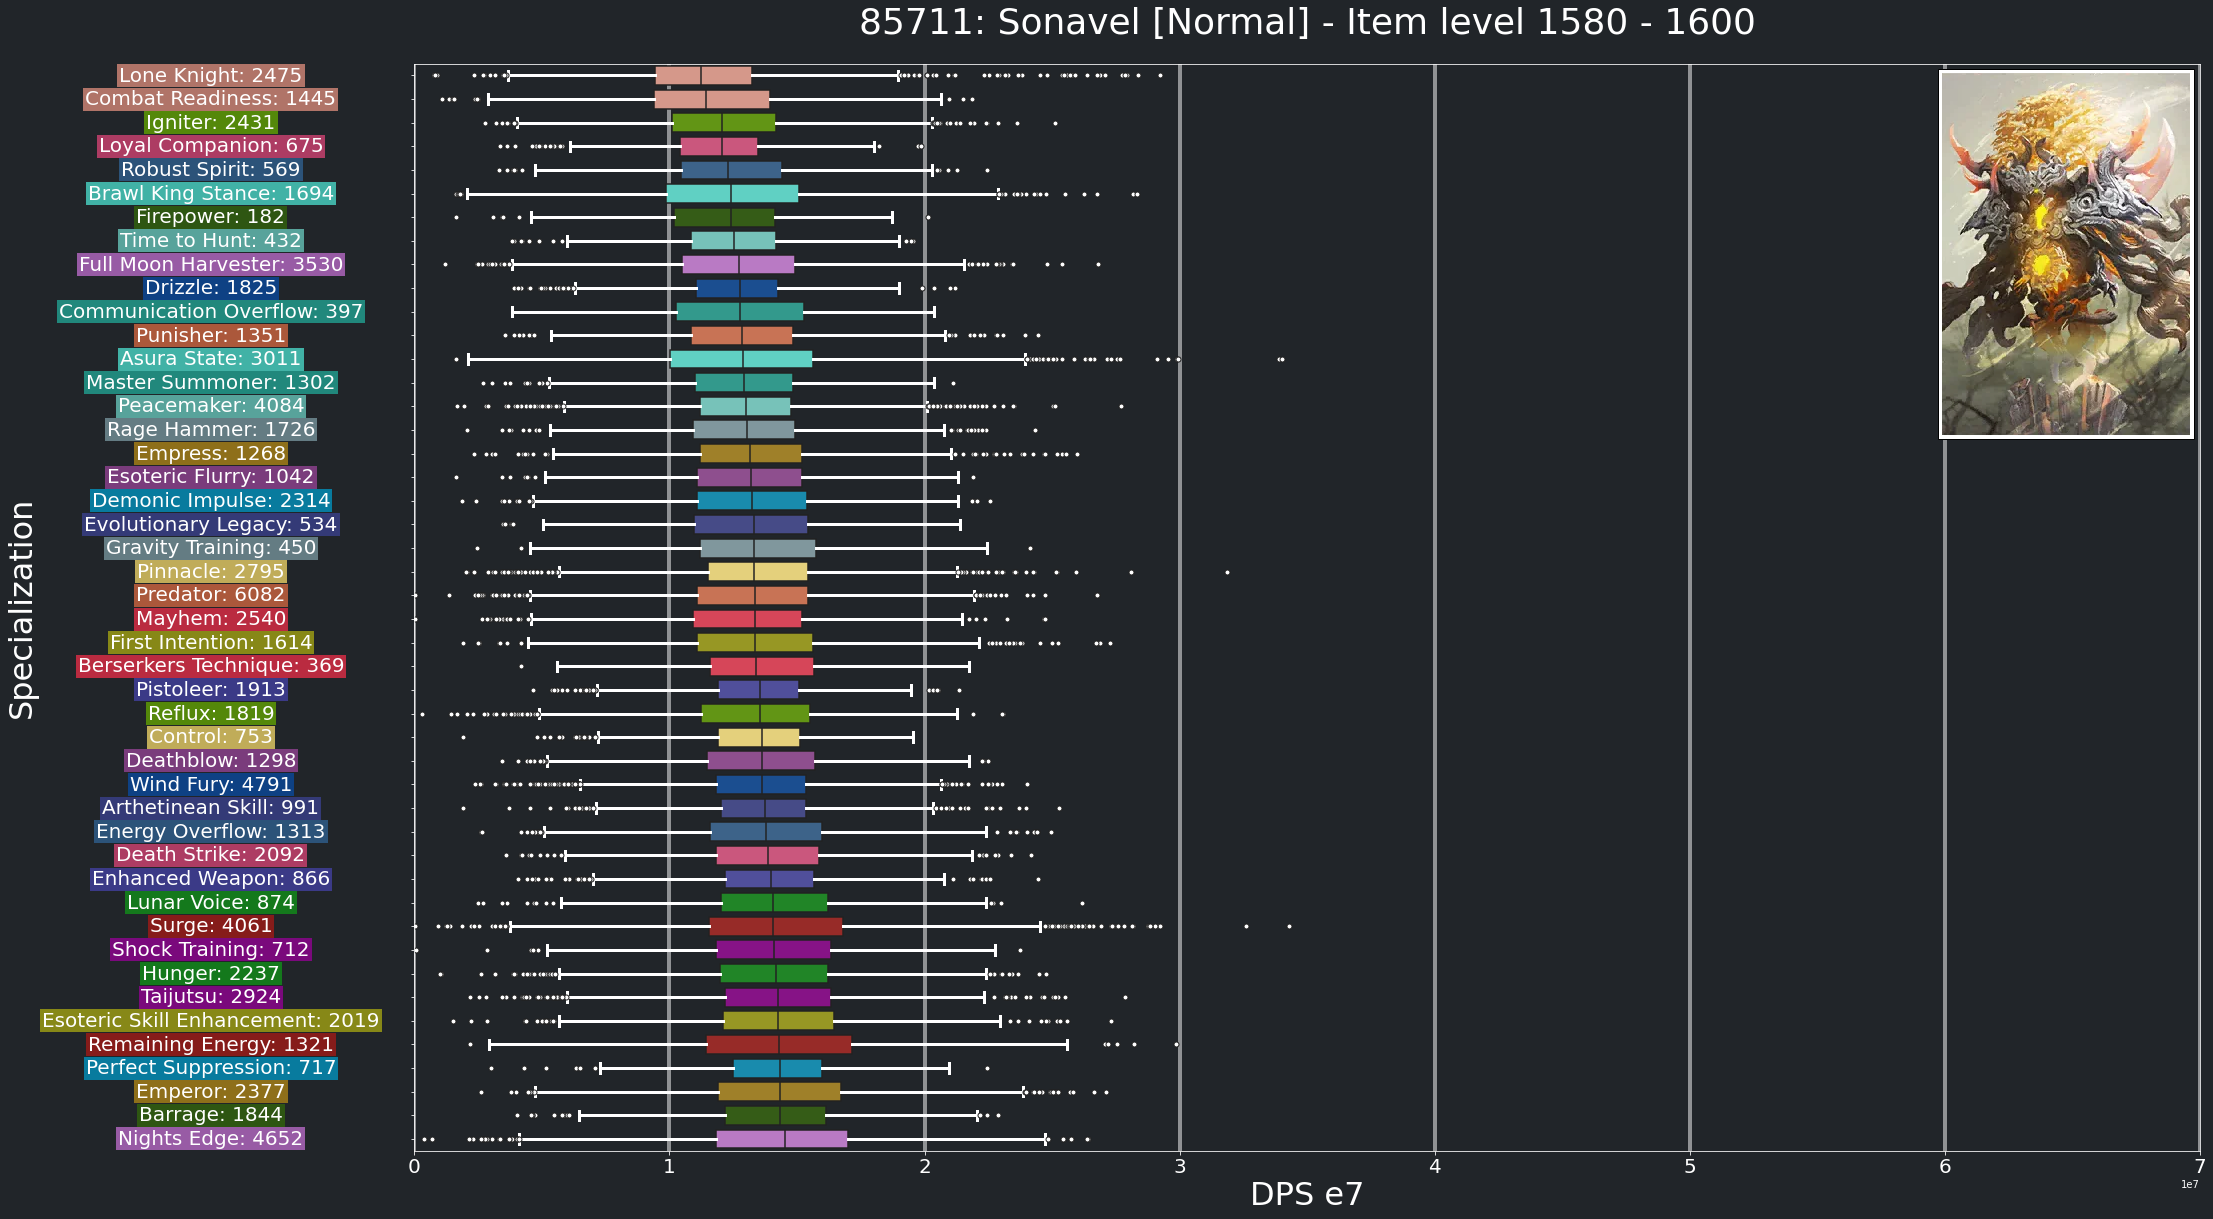 85711: Sonavel [Normal] - Item level 1580 - 1600
Specialization
Lone Knight: 2475
Combat Readiness: 1445
Igniter: 2431
Loyal Companion: 675
Robust Spirit: 569
Brawl King Stance: 1694
Firepower: 182
Time to Hunt: 432
Full Moon Harvester: 3530
Drizzle: 1825
Communication Overflow: 397
Punisher: 1351
Asura State: 3011
Master Summoner: 1302
Peacemaker: 4084
Rage Hammer: 1726
Empress: 1268
Esoteric Flurry: 1042
Demonic Impulse: 2314
Evolutionary Legacy: 534
Gravity Training: 450
Pinnacle: 2795
Predator: 6082
Mayhem: 2540
First Intention: 1614
Berserkers Technique: 369
Pistoleer: 1913
Reflux: 1819
Control: 753
Deathblow: 1298
Wind Fury: 4791
Arthetinean Skill: 991
Energy Overflow: 1313
Death Strike: 2092
Enhanced Weapon: 866
Lunar Voice: 874
Surge: 4061
Shock Training: 712
Hunger: 2237
Taijutsu: 2924
Esoteric Skill Enhancement: 2019
Remaining Energy: 1321
Perfect Suppression: 717
Emperor: 2377
Barrage: 1844
Nights Edge: 4652
0 1 2 3 4 5 6 7
1e7
DPS e7